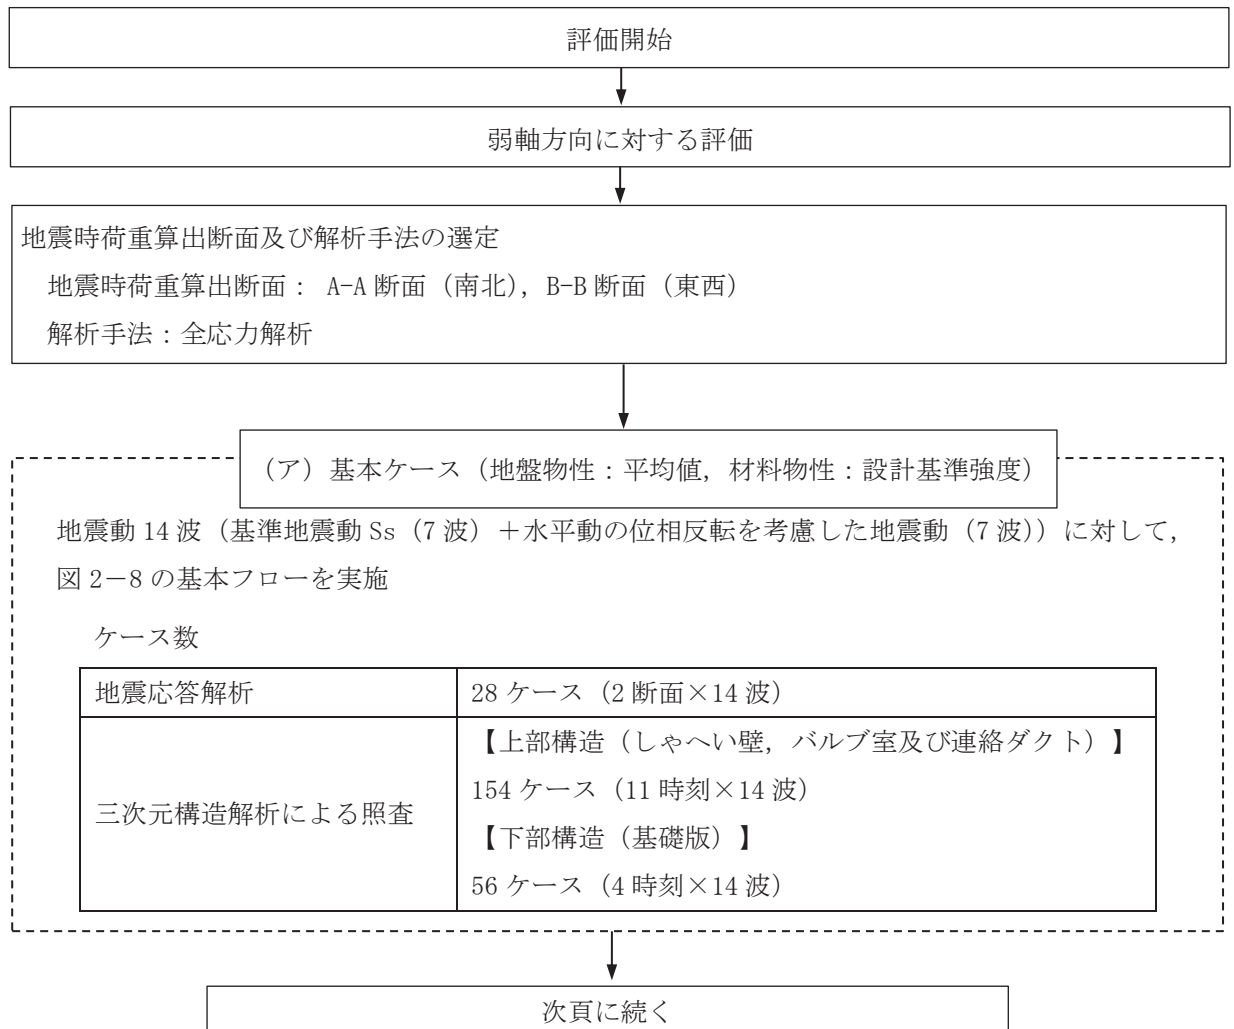 評価開始
弱軸方向に対する評価
地震時荷重算出断面及び解析手法の選定
地震時荷重算出断面： A-A 断面（南北），B-B 断面（東西）
解析手法：全応力解析
（ア）基本ケース（地盤物性：平均値，材料物性：設計基準強度）
地震動 14 波（基準地震動 Ss（7 波）＋水平動の位相反転を考慮した地震動（7 波））に対して，
図 2－8 の基本フローを実施
ケース数
地震応答解析
28 ケース（2 断面×14 波）
三次元構造解析による照査
【上部構造（しゃへい壁，バルブ室及び連絡ダクト）】
154 ケース（11 時刻×14 波）
【下部構造（基礎版）】
56 ケース（4 時刻×14 波）
次頁に続く